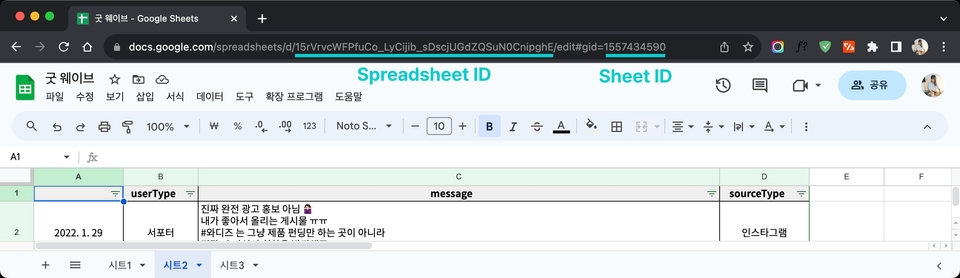 굿 웨이브 - Google Sheets
docs.google.com/spreadsheets/d/15rVrvcWFPfuCo_LyCijib_sDscjUGdZQSuN0CnipghE/edit#gid=1557434590
Spreadsheet ID
Sheet ID
굿 웨이브
파일 수정 보기 삽입 서식 데이터 도구 확장 프로그램 도움말
공유
100% ₩ % .0 .00 123 Noto S... 10 B I A
A1 fx
A B C D E F
1 userType message sourceType
진짜 완전 광고 홍보 아님 🙅🏻‍♀️
내가 좋아서 올리는 게시물 ㅠㅠ
2 2022. 1. 29 서포터 #와디즈 는 그냥 제품 펀딩만 하는 곳이 아니라 인스타그램
시트1 시트2 시트3